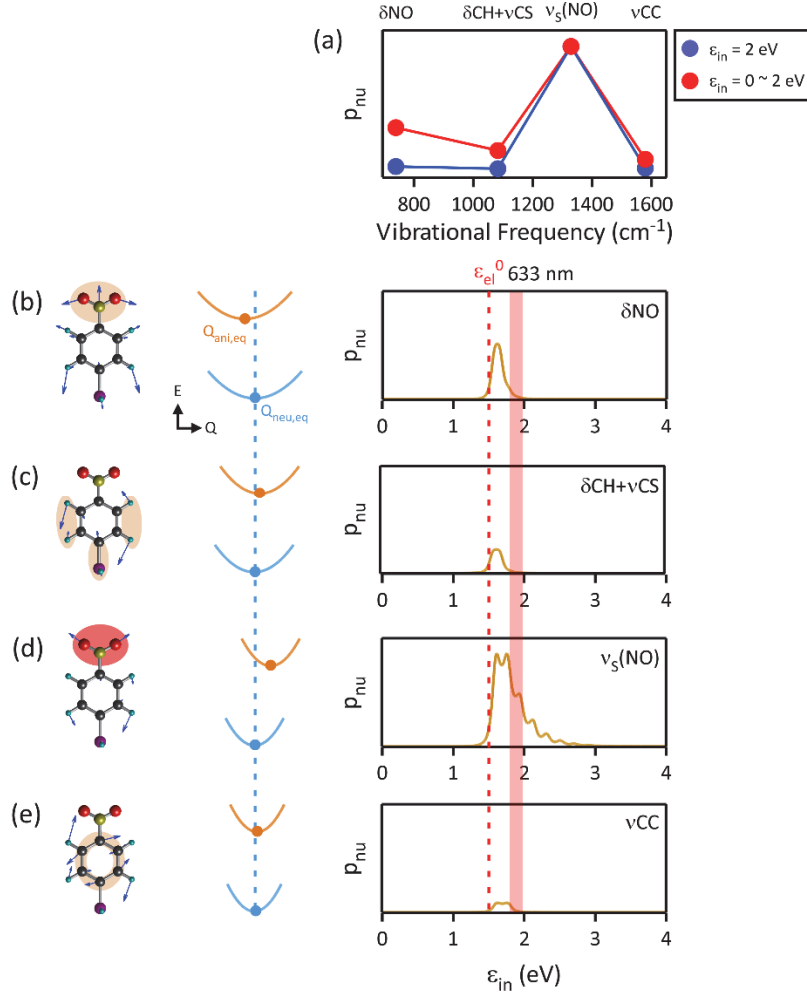 δNO δCH+νCS νS(NO) νCC
(a)
pnu
εin = 2 eV
εin = 0 ~ 2 eV
800 1000 1200 1400 1600
Vibrational Frequency (cm-1)
εel0 633 nm
(b)
Qani,eq
Qneu,eq
E
Q
pnu
δNO
0 1 2 3 4
(c)
pnu
δCH+νCS
0 1 2 3 4
(d)
pnu
νS(NO)
0 1 2 3 4
(e)
pnu
νCC
0 1 2 3 4
εin (eV)